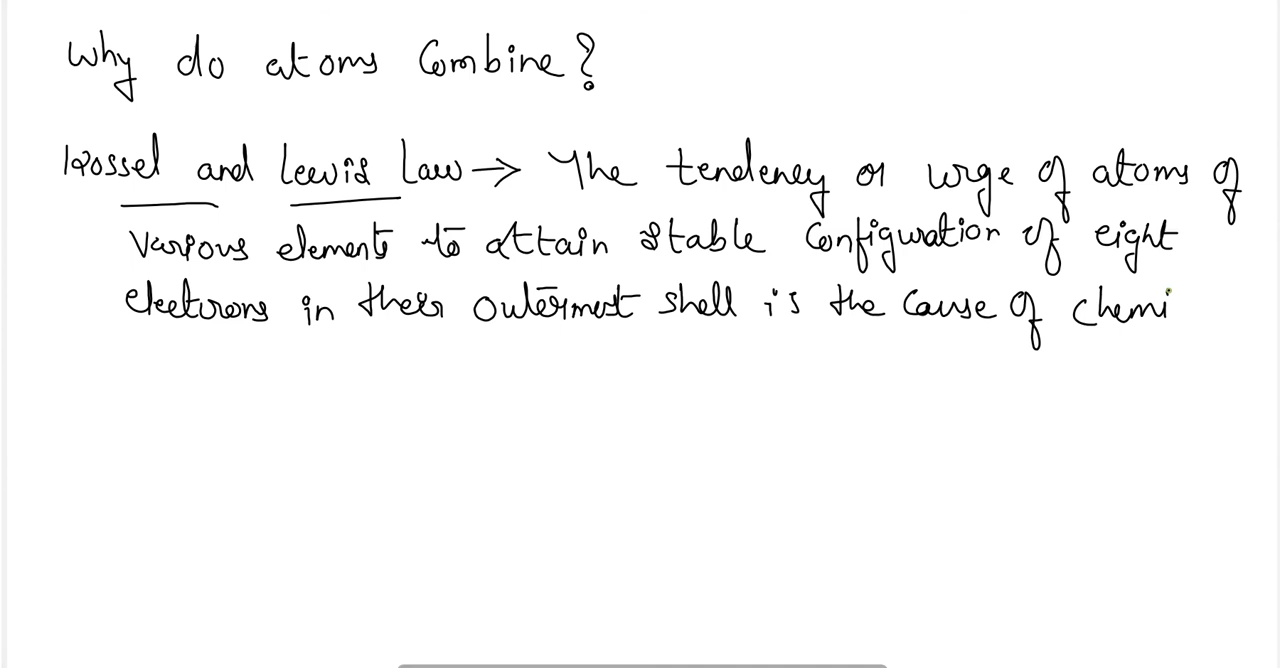 Why do atoms Combine?
Kossel and Lewis Law → The tendency or urge of atoms of
various elements to attain stable Configuration of eight
electrons in their outermost shell is the Cause of Chemi